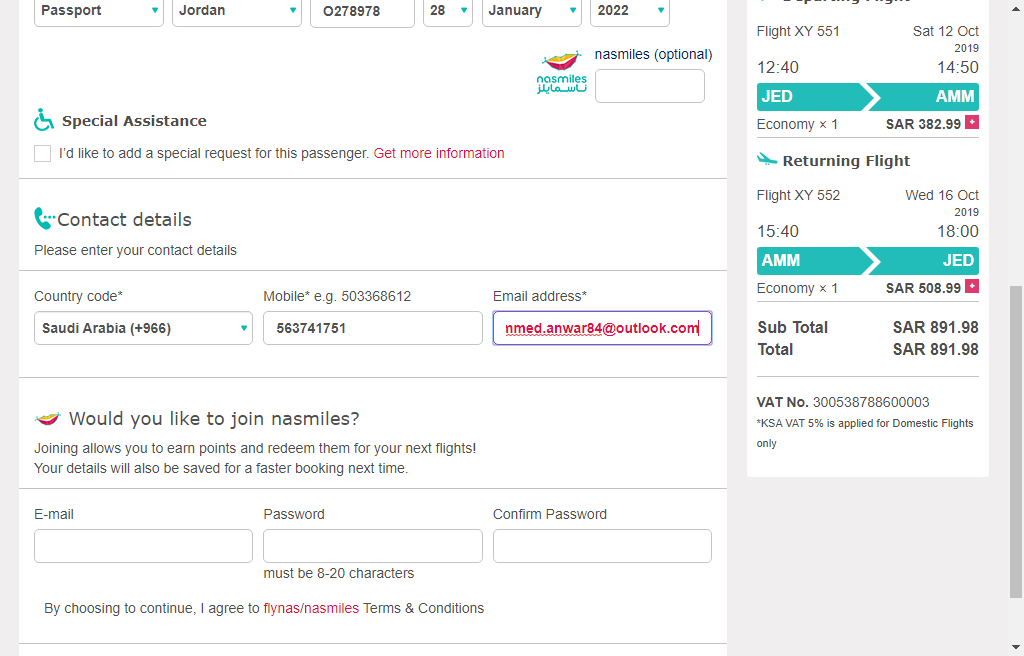 Passport Jordan O278978 28 January 2022
nasmiles (optional)
nasmiles
ناسمايلز
Special Assistance
I'd like to add a special request for this passenger. Get more information
Contact details
Please enter your contact details
Country code* Mobile* e.g. 503368612 Email address*
Saudi Arabia (+966) 563741751 nmed.anwar84@outlook.com
Would you like to join nasmiles?
Joining allows you to earn points and redeem them for your next flights!
Your details will also be saved for a faster booking next time.
E-mail Password Confirm Password
must be 8-20 characters
By choosing to continue, I agree to flynas/nasmiles Terms & Conditions
Departing Flight
Flight XY 551 Sat 12 Oct
2019
12:40 14:50
JED AMM
Economy × 1 SAR 382.99 +
Returning Flight
Flight XY 552 Wed 16 Oct
2019
15:40 18:00
AMM JED
Economy × 1 SAR 508.99 +
Sub Total SAR 891.98
Total SAR 891.98
VAT No. 300538788600003
*KSA VAT 5% is applied for Domestic Flights
only